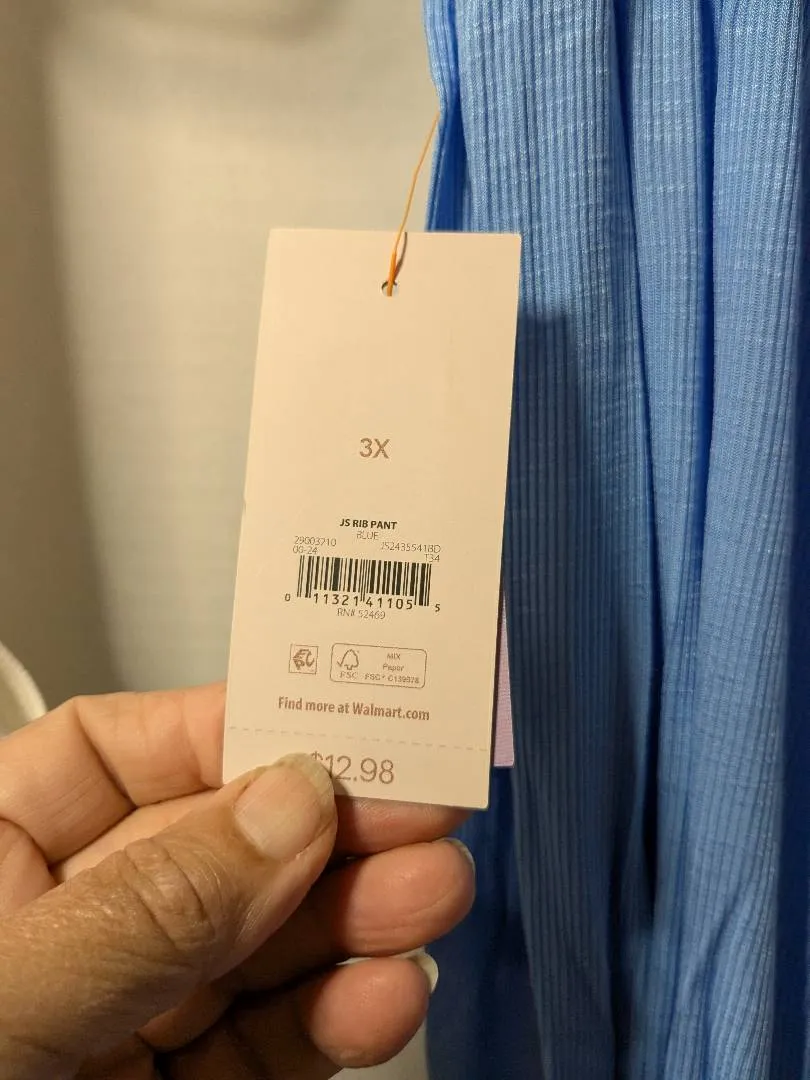 3X
JS RIB PANT
BLUE
29003210 JS2435541BD
00-24 T34
0 11321 41105 5
RN# 52469
FSC MIX
Paper
FSC® C139978
Find more at Walmart.com
$12.98